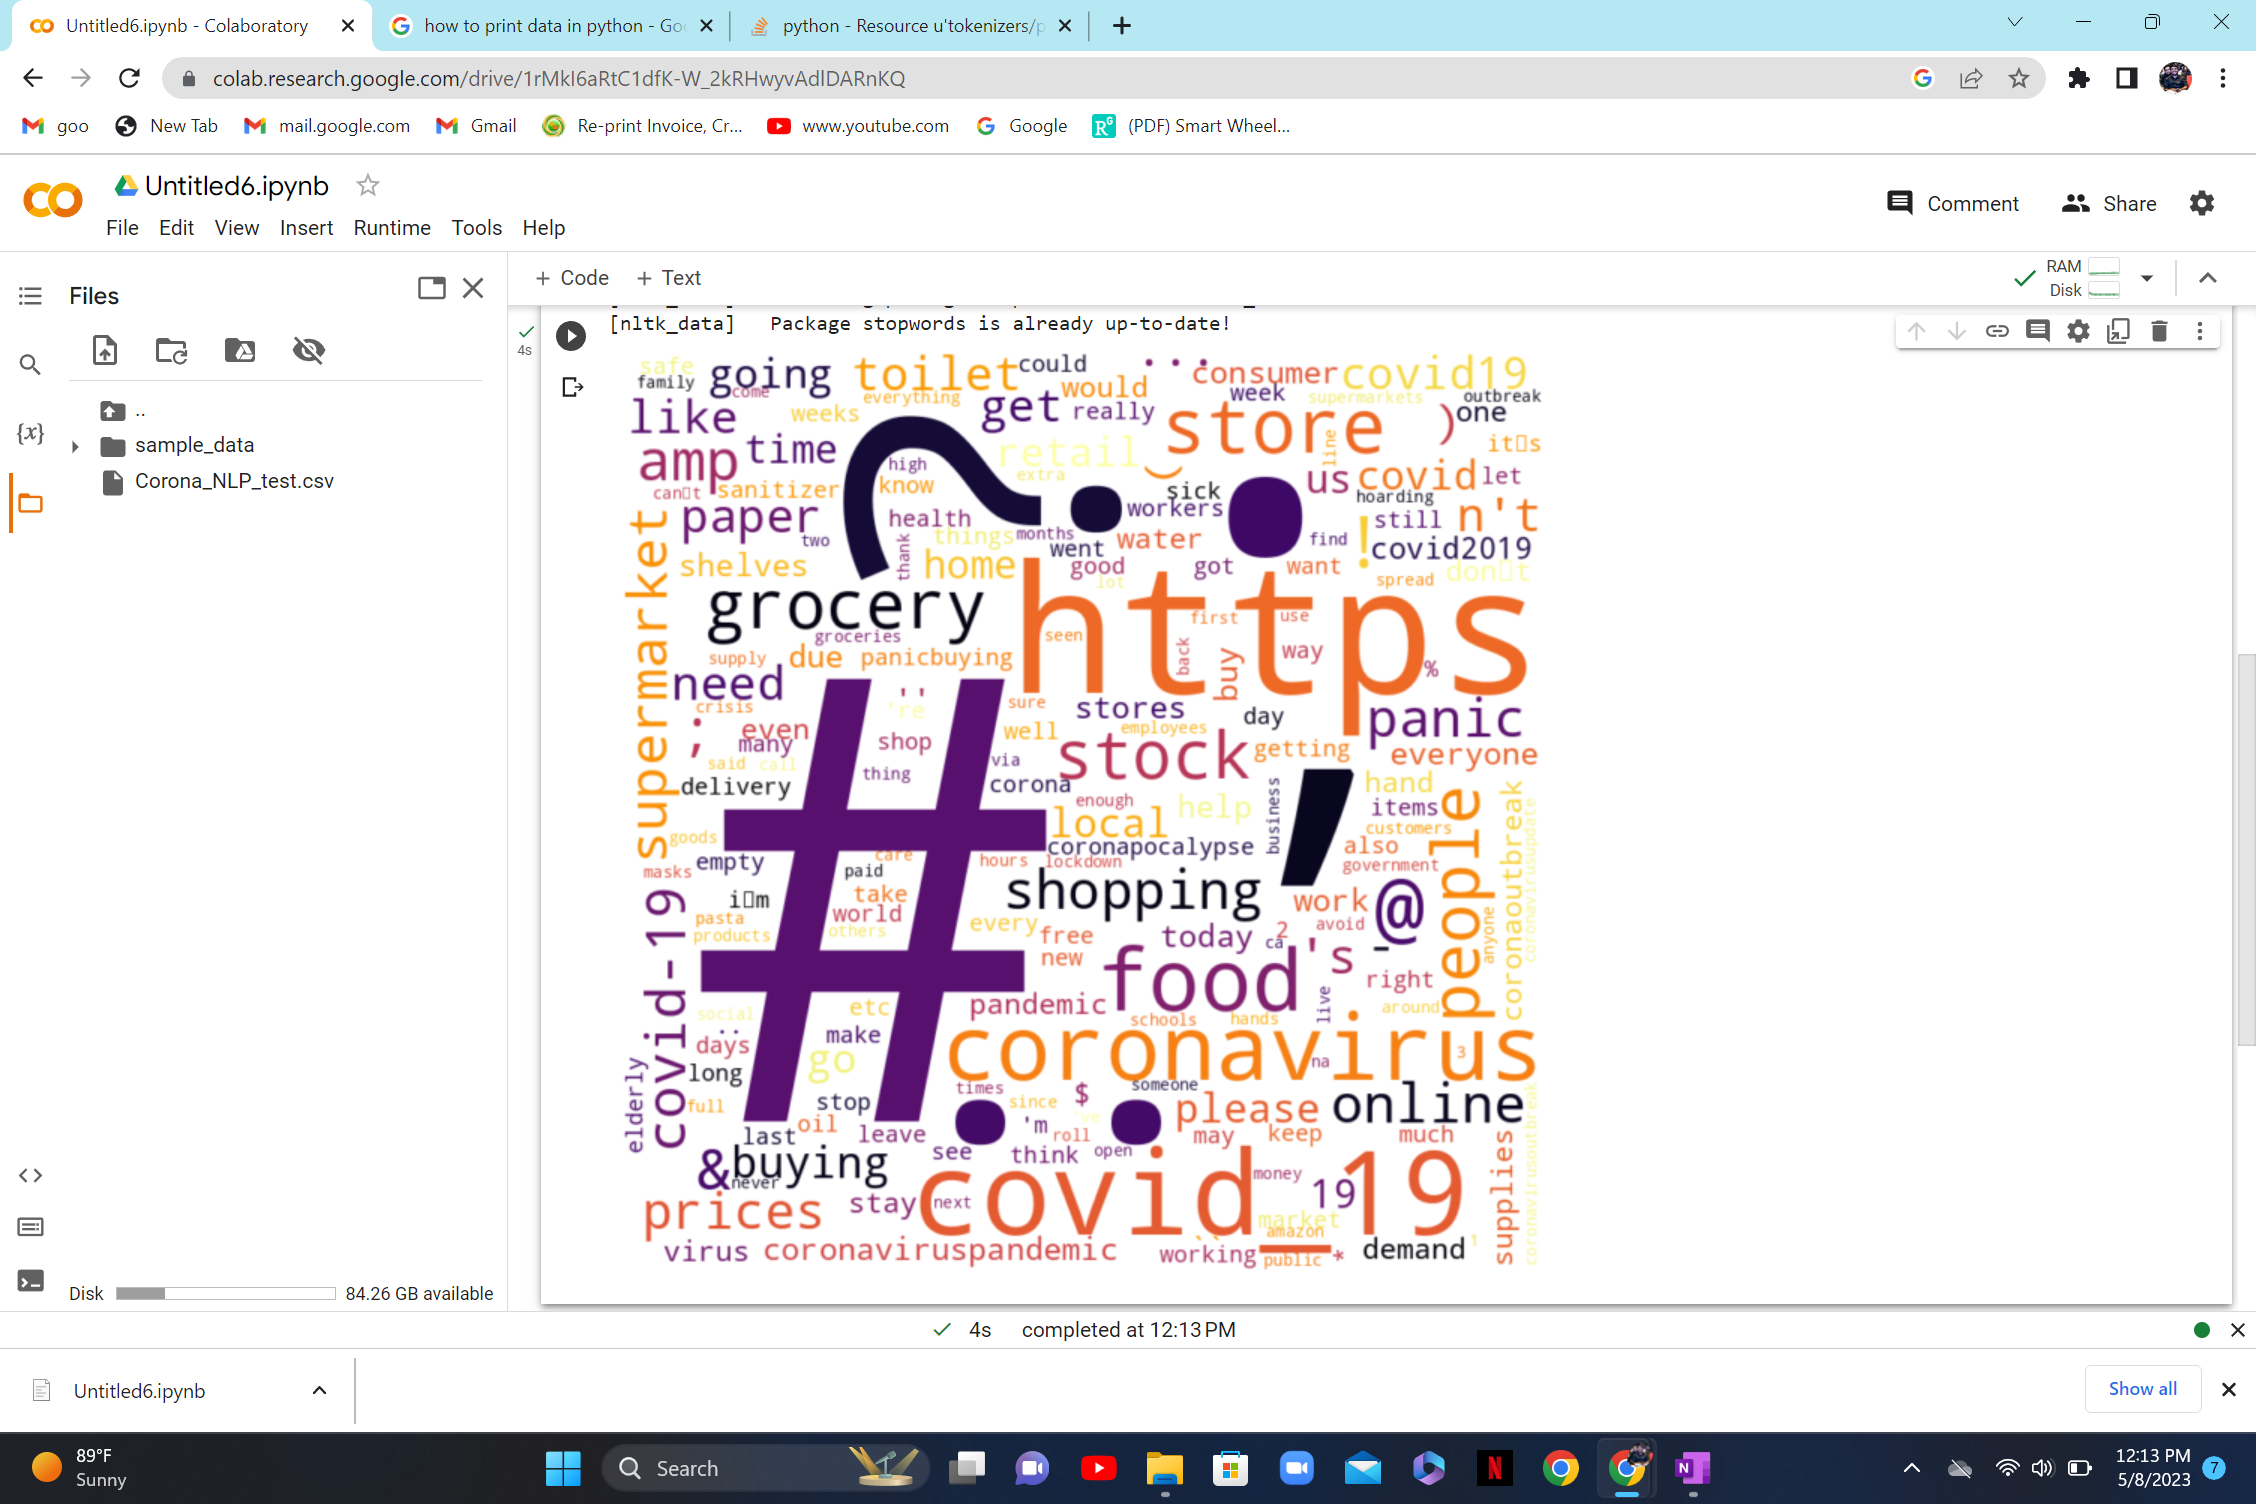 Untitled6.ipynb - Colaboratory
how to print data in python - Goo
python - Resource u'tokenizers/p
colab.research.google.com/drive/1rMkI6aRtC1dfK-W_2kRHwyvAdlDARnKQ
goo
New Tab
mail.google.com
Gmail
Re-print Invoice, Cr...
www.youtube.com
Google
(PDF) Smart Wheel...
Untitled6.ipynb
File Edit View Insert Runtime Tools Help
Comment
Share
Files
+ Code + Text
RAM
Disk
..
sample_data
Corona_NLP_test.csv
{x}
4s
[nltk_data] Package stopwords is already up-to-date!
safe family going come toilet everything could would ... consumer covid19
like weeks get really week supermarkets outbreak
store ) one
amp time high retail extra line it□s
can□t sanitizer know sick us covid let
hoarding
paper two health workers still n't
thank things months went water find ! covid2019
shelves home good lot got want spread don□t
supermarket
grocery groceries https first use
seen back buy way %
supply due panicbuying
need crisis '' 're sure stores day panic
; even many shop well employees getting everyone
said call thing via stock
delivery corona enough help business , hand
items
goods local customers
masks empty care coronapocalypse also
paid hours lockdown government
people coronaoutbreak coronavirusupdate
i□m take shopping work @
pasta world avoid anyone
products others every free today 2 ca
new food 's - right
covid-19 # pandemic live around
social etc schools hands
.. days make coronavirus
long go na 3
elderly full times since $ someone
stop please online
oil 'm 've roll
last leave may keep much
& buying never see think open
covid_19 money 19
prices stay next market supplies
amazon
virus coronaviruspandemic `` working public * demand 1
coronavirusoutbreak
Disk
84.26 GB available
4s completed at 12:13 PM
Untitled6.ipynb
Show all
89°F
Sunny
Search
N
N
12:13 PM
5/8/2023
7